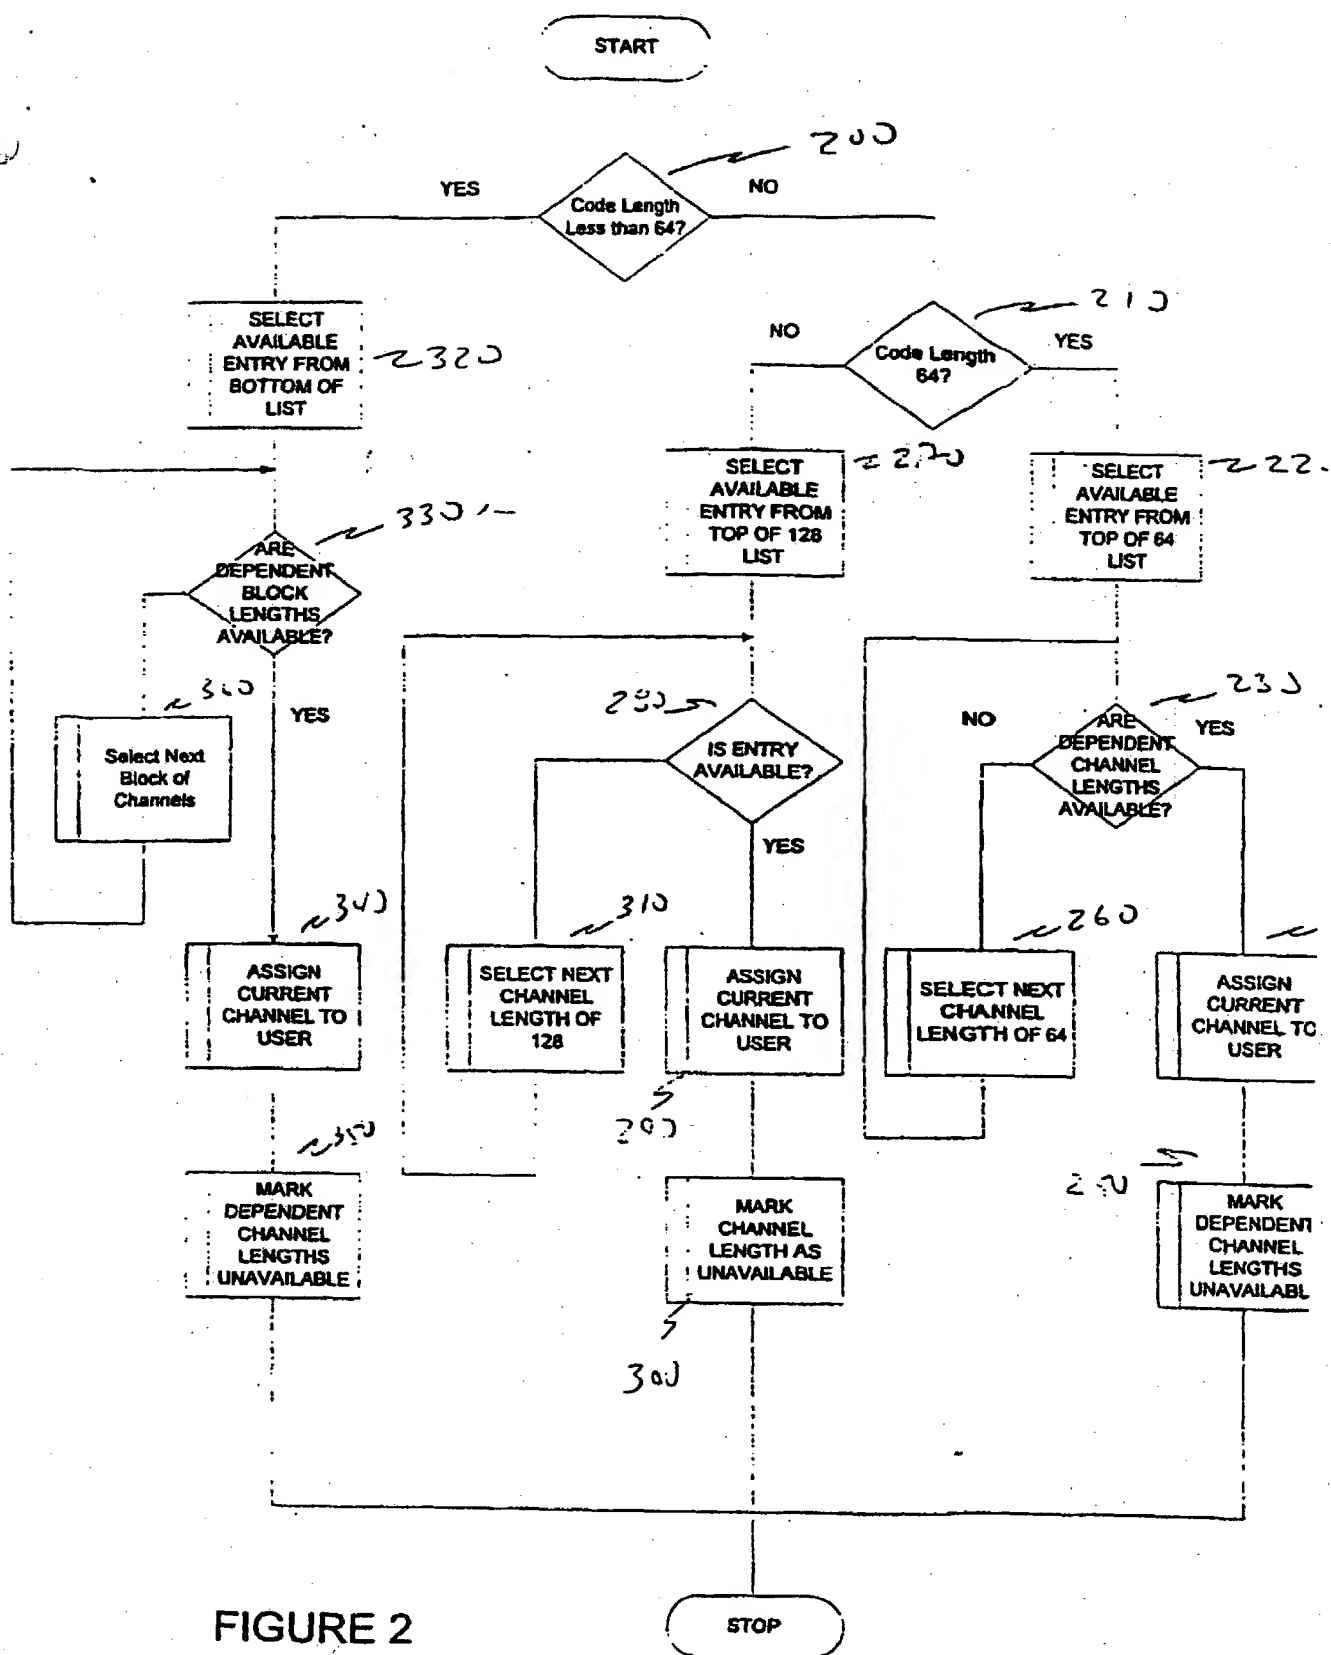 START
200
YES
NO
Code Length
Less than 64?
210
SELECT
AVAILABLE
ENTRY FROM
BOTTOM OF
LIST
320
NO
YES
Code Length
64?
SELECT
AVAILABLE
ENTRY FROM
TOP OF 128
LIST
SELECT
AVAILABLE
ENTRY FROM
TOP OF 64
LIST
22
330
ARE
DEPENDENT
BLOCK
LENGTHS
AVAILABLE?
YES
Select Next
Block of
Channels
IS ENTRY
AVAILABLE?
YES
230
NO
YES
ARE
DEPENDENT
CHANNEL
LENGTHS
AVAILABLE?
340
310
260
ASSIGN
CURRENT
CHANNEL TO
USER
SELECT NEXT
CHANNEL
LENGTH OF
128
ASSIGN
CURRENT
CHANNEL TO
USER
SELECT NEXT
CHANNEL
LENGTH OF 64
ASSIGN
CURRENT
CHANNEL TO
USER
350
MARK
DEPENDENT
CHANNEL
LENGTHS
UNAVAILABLE
MARK
CHANNEL
LENGTH AS
UNAVAILABLE
MARK
DEPENDENT
CHANNEL
LENGTHS
UNAVAILABL
300
FIGURE 2
STOP